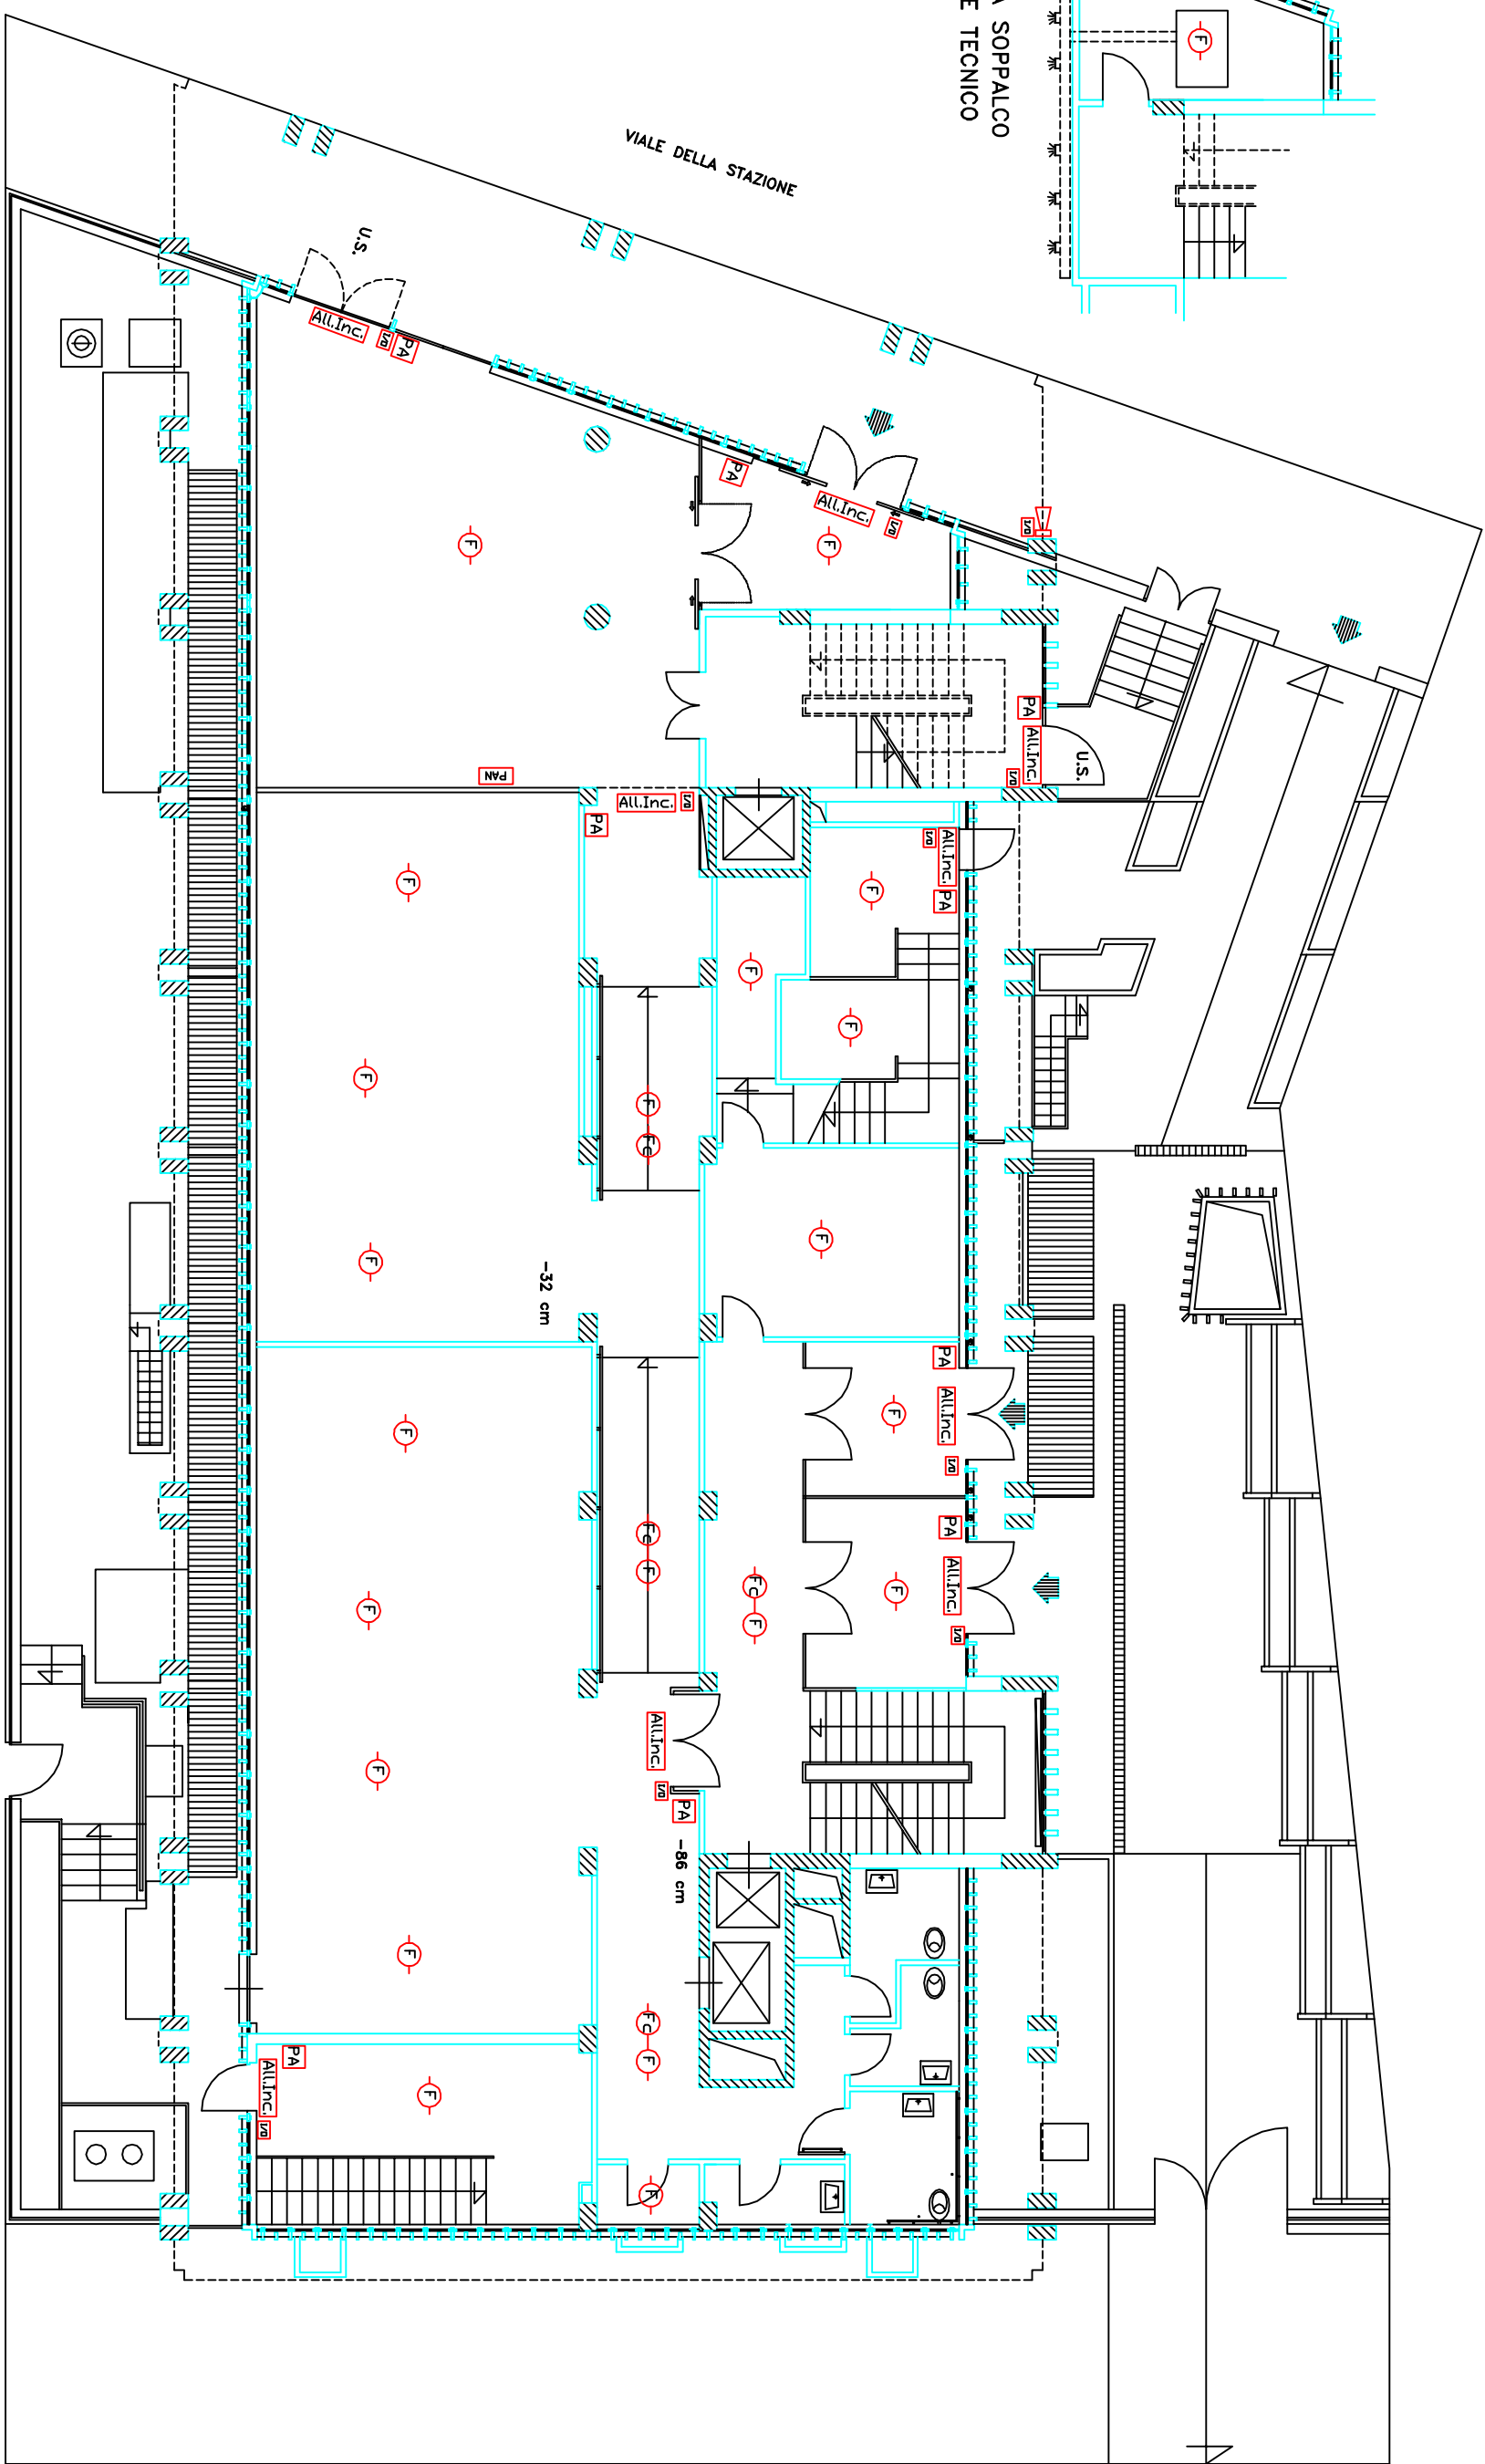 A SOPPALCO
E TECNICO
F
VIALE DELLA STAZIONE
U.S.
All.Inc.
I/O
PA
PA
All.Inc.
I/O
I/O
F
F
PA
All.Inc.
I/O
U.S.
PAN
All.Inc.
I/O
PA
I/O
All.Inc.
PA
F
F
F
F
F
F
Fc
F
F
-32 cm
PA
All.Inc.
I/O
F
F
PA
All.Inc.
I/O
F
Fc
F
Fc
F
F
All.Inc.
I/O
PA
F
-86 cm
F
Fc
F
PA
All.Inc.
I/O
F
F